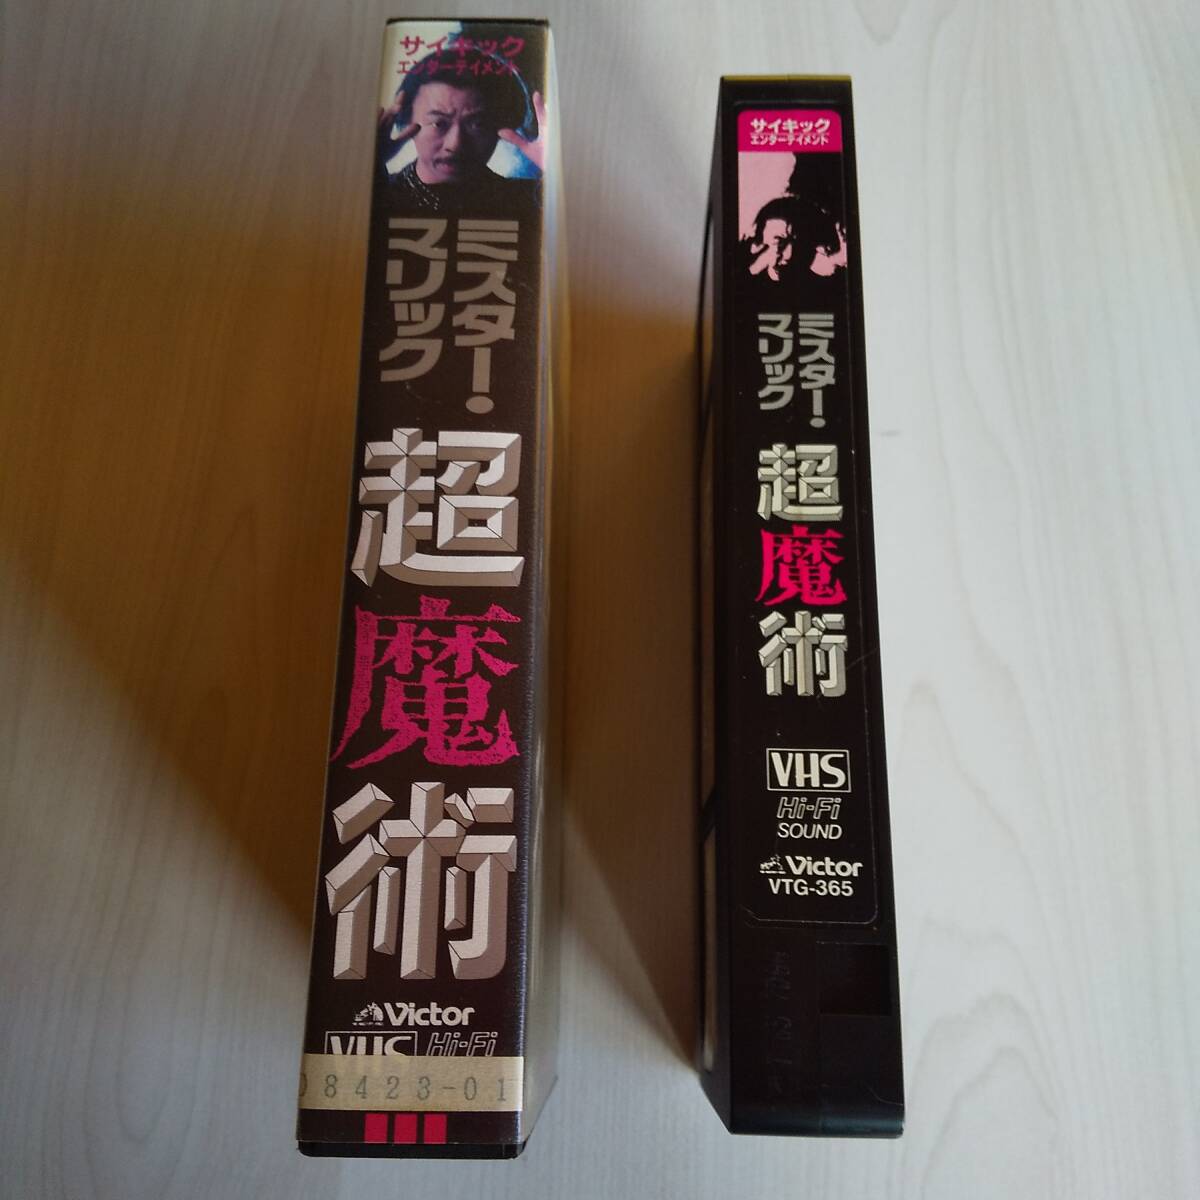 サイキック
エンターテイメント
ミスター・
マリック
超魔術
Victor
VHS Hi-Fi
8423-01
サイキック
エンターテイメント
ミスター・
マリック
超魔術
VHS
Hi-Fi
SOUND
Victor
VTG-365